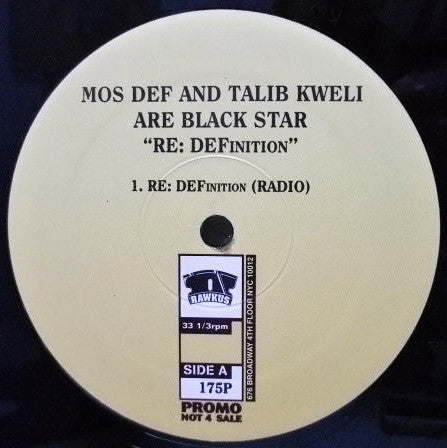 MOS DEF AND TALIB KWELI
ARE BLACK STAR
“RE: DEFINITION”
1. RE: DEFINITION (RADIO)
RAWKUS
33 1/3rpm
SIDE A
175P
PROMO
NOT 4 SALE
676 BROADWAY 4TH FLOOR NYC 10012